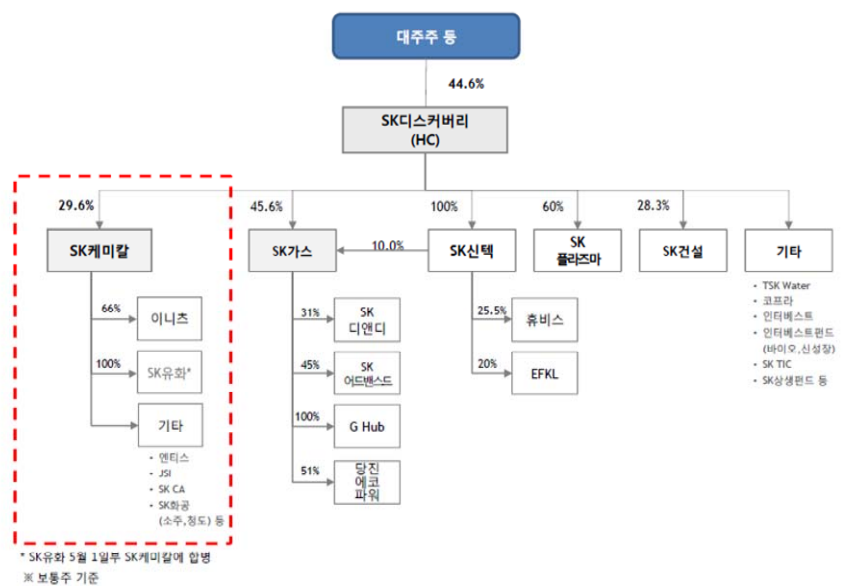 대주주 등
44.6%
SK디스커버리
(HC)
29.6%
45.6%
100%
60%
28.3%
SK케미칼
SK가스
10.0%
SK신텍
SK
플라즈마
SK건설
기타
66%
이니츠
100%
SK유화*
기타
• 엔티스
• JSI
• SK CA
• SK화공
(소주,청도) 등
31%
SK
디앤디
45%
SK
어드밴스드
100%
G Hub
51%
당진
에코
파워
25.5%
휴비스
20%
EFKL
• TSK Water
• 코프라
• 인터베스트
• 인터베스트펀드
(바이오,신성장)
• SK TIC
• SK상생펀드 등
* SK유화 5월 1일부 SK케미칼에 합병
※ 보통주 기준